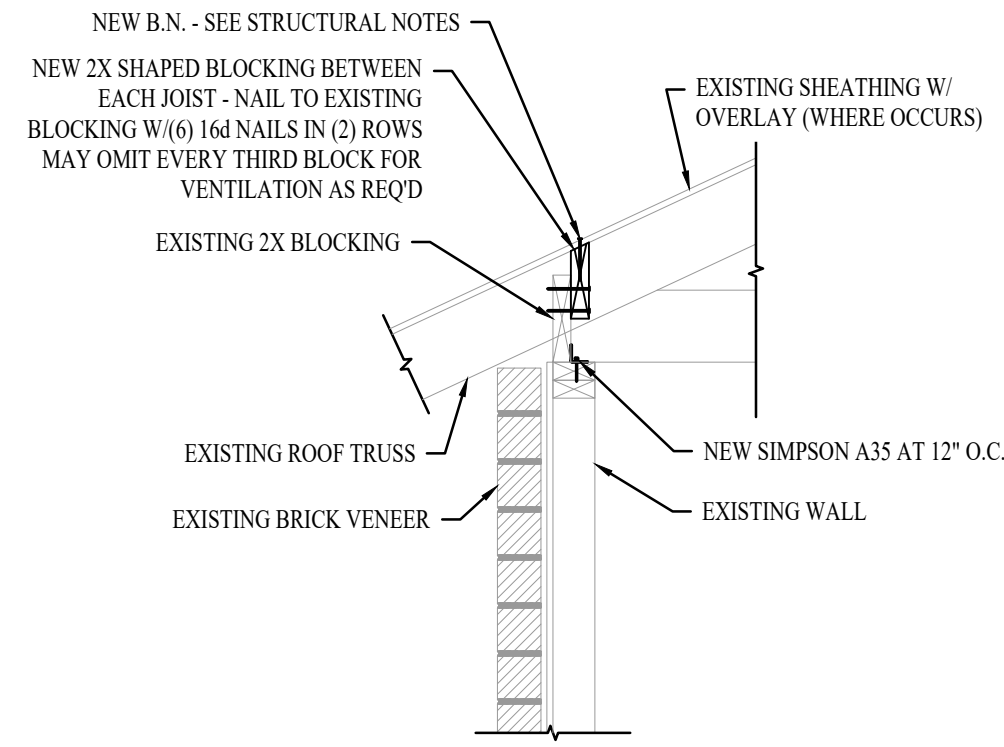 NEW B.N. - SEE STRUCTURAL NOTES
NEW 2X SHAPED BLOCKING BETWEEN
EACH JOIST - NAIL TO EXISTING
BLOCKING W/(6) 16d NAILS IN (2) ROWS
MAY OMIT EVERY THIRD BLOCK FOR
VENTILATION AS REQ'D
EXISTING 2X BLOCKING
EXISTING SHEATHING W/
OVERLAY (WHERE OCCURS)
EXISTING ROOF TRUSS
EXISTING BRICK VENEER
NEW SIMPSON A35 AT 12" O.C.
EXISTING WALL